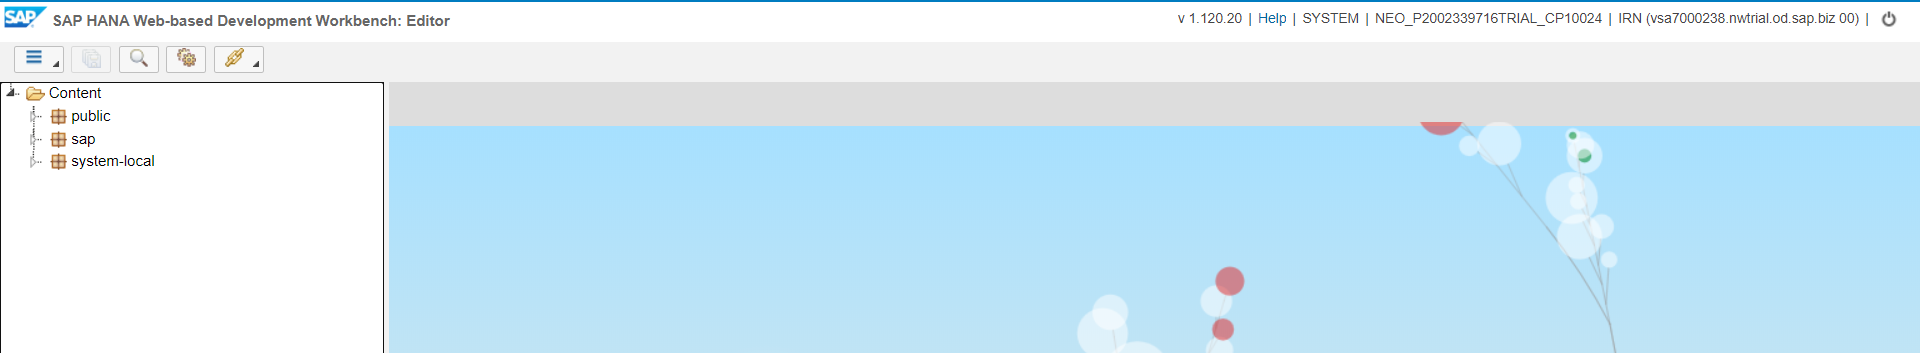 SAP SAP HANA Web-based Development Workbench: Editor
v 1.120.20 | Help | SYSTEM | NEO_P2002339716TRIAL_CP10024 | IRN (vsa7000238.nwtrial.od.sap.biz 00) |
Content
public
sap
system-local